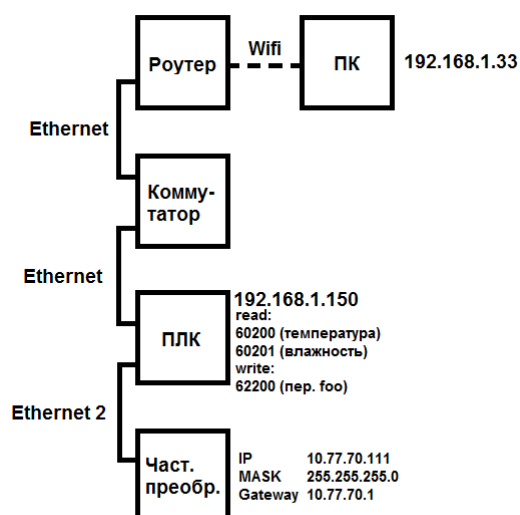 Роутер
Wifi
ПК
192.168.1.33
Ethernet
Комму-
татор
Ethernet
ПЛК
192.168.1.150
read:
60200 (температура)
60201 (влажность)
write:
62200 (пер. foo)
Ethernet 2
Част.
преобр.
IP 10.77.70.111
MASK 255.255.255.0
Gateway 10.77.70.1